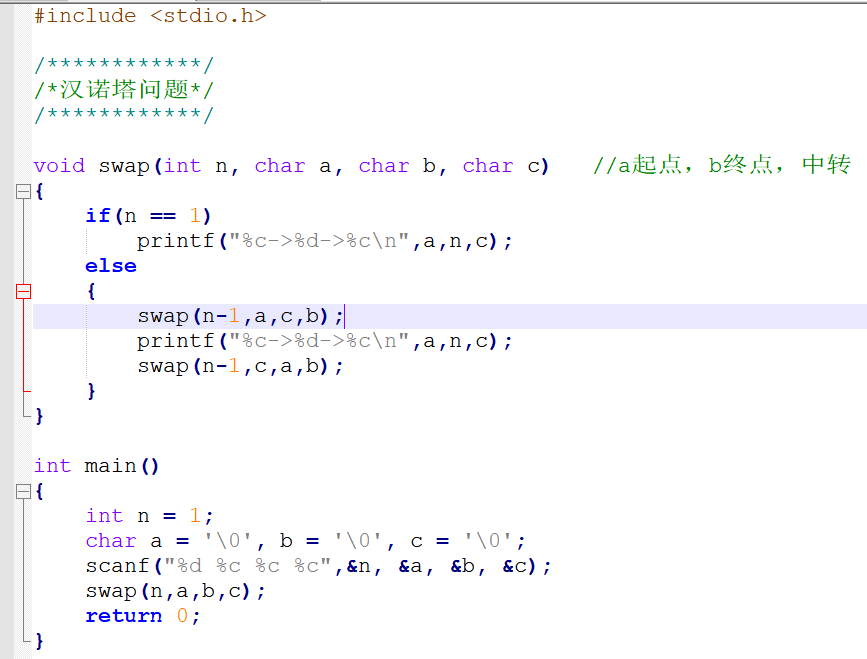 #include <stdio.h>
/************/
/*汉诺塔问题*/
/************/
void swap(int n, char a, char b, char c)   //a起点，b终点，中转
{
    if(n == 1)
        printf("%c->%d->%c\n",a,n,c);
    else
    {
        swap(n-1,a,c,b);
        printf("%c->%d->%c\n",a,n,c);
        swap(n-1,c,a,b);
    }
}
int main()
{
    int n = 1;
    char a = '\0', b = '\0', c = '\0';
    scanf("%d %c %c %c",&n, &a, &b, &c);
    swap(n,a,b,c);
    return 0;
}